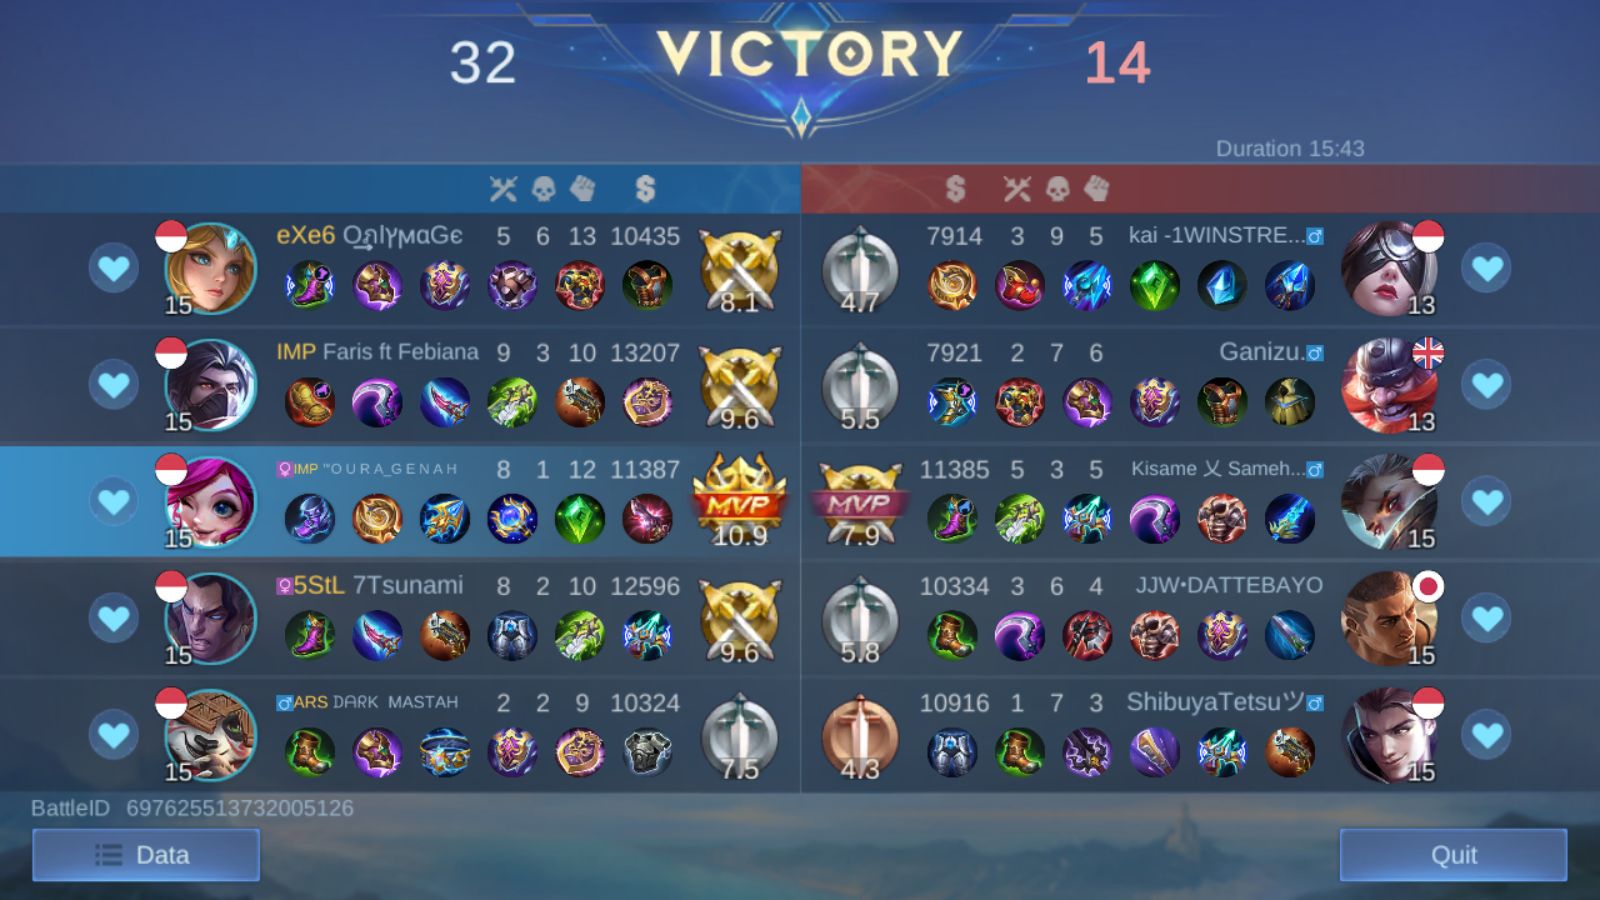 VICTORY
32
14
Duration 15:43
eXe6 5 6 13 10435
15
8.1
7914 3 9 5 kai -1WINSTRE...
4.7
13
IMP Faris ft Febiana 9 3 10 13207
15
9.6
7921 2 7 6 Ganizu.
5.5
13
IMP "OURA_GENAH 8 1 12 11387
15
MVP
10.9
11385 5 3 5 Kisame 乂 Sameh...
MVP
7.9
15
5StL 7Tsunami 8 2 10 12596
15
9.6
10334 3 6 4 JJW•DATTEBAYO
5.8
15
ARS DARK MASTAH 2 2 9 10324
15
7.5
10916 1 7 3 ShibuyaTetsuツ
4.3
15
BattleID 697625513732005126
Data
Quit